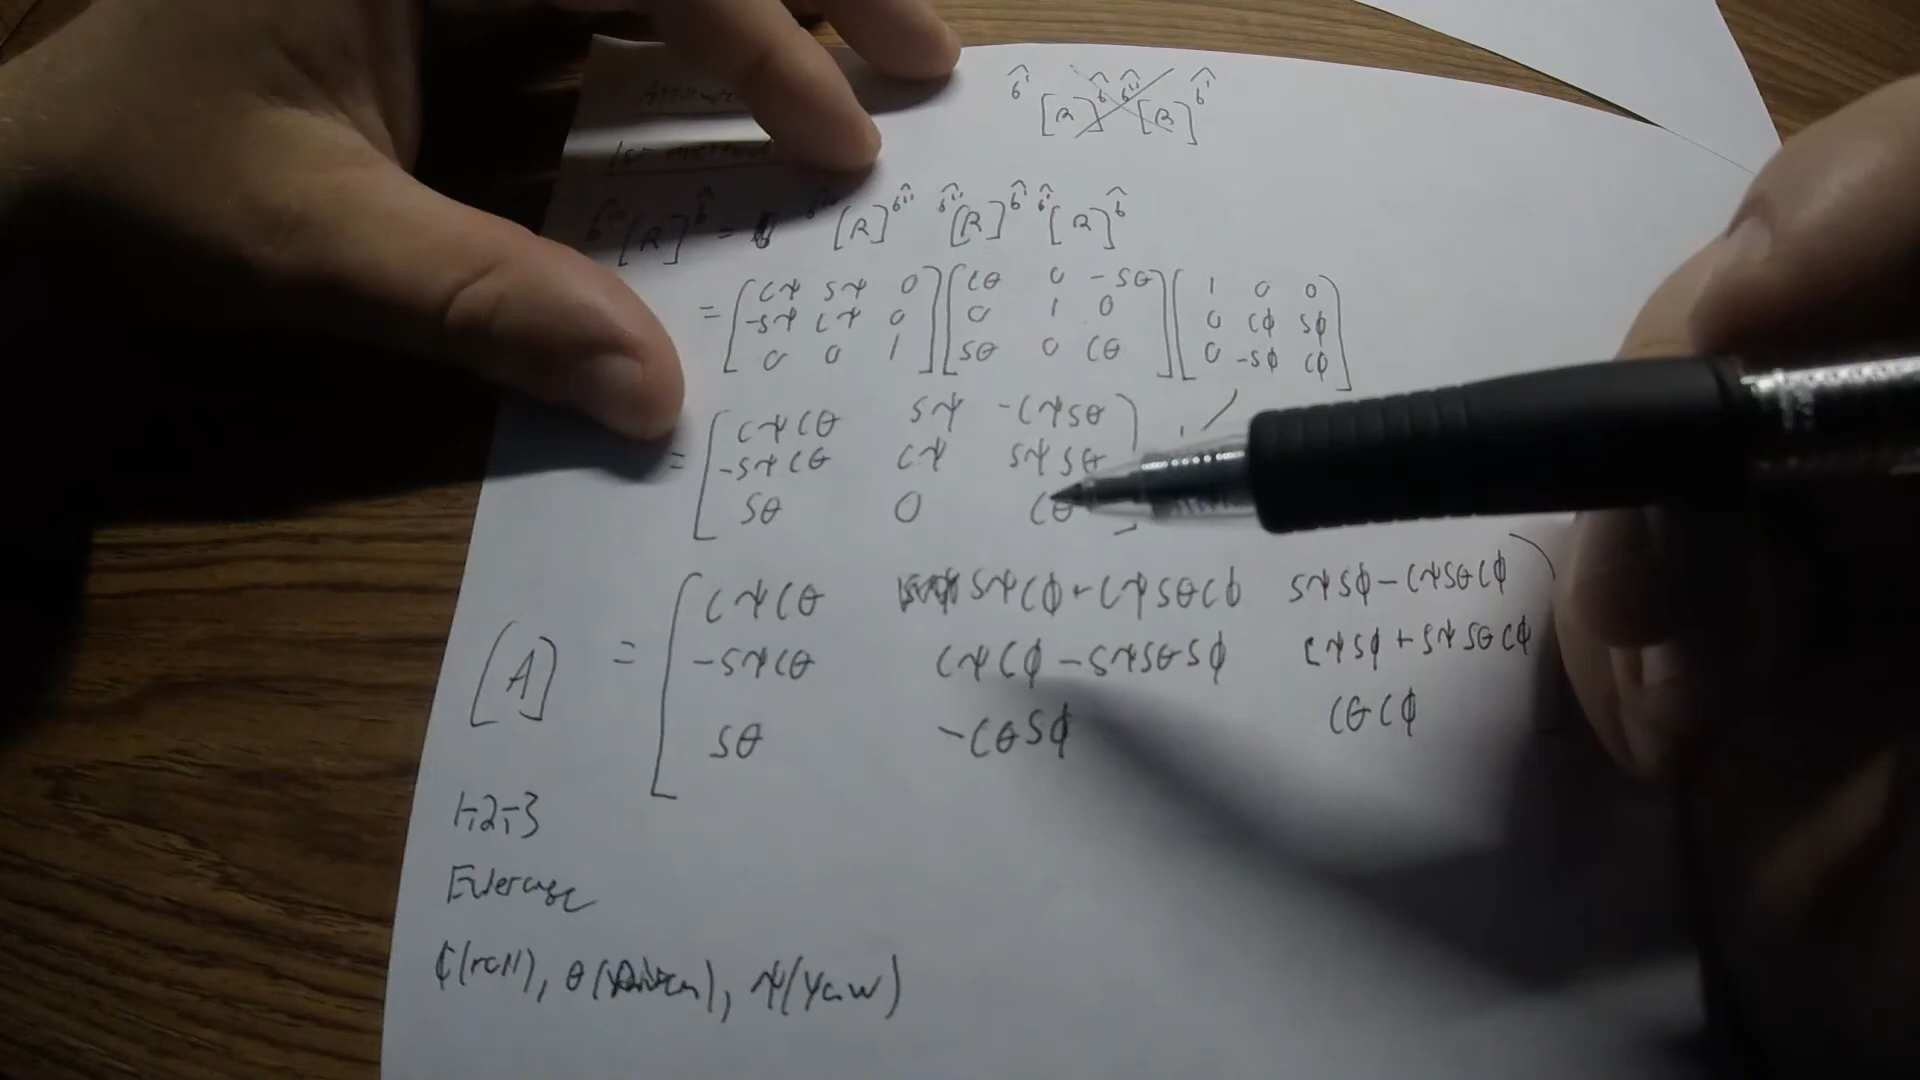 b̂' [R]^b̂ b̂'' [R]^b̂'
[R]^b̂ = [R]^b̂'' b̂'' [R]^b̂' b̂' [R]^b̂
= [cψ sψ 0; -sψ cψ 0; 0 0 1] [cθ 0 -sθ; 0 1 0; sθ 0 cθ] [1 0 0; 0 cϕ sϕ; 0 -sϕ cϕ]
= [cψcθ sψ -cψsθ; -sψcθ cψ sψsθ; sθ 0 cθ]
[A] = [cψcθ sψcϕ+cψsθcϕ sψsϕ-cψsθcϕ; -sψcθ cψcϕ-sψsθsϕ cψsϕ+sψsθcϕ; sθ -cθsϕ cθcϕ]
1-2-3
ϕ(roll), θ( ), ψ(Yaw)